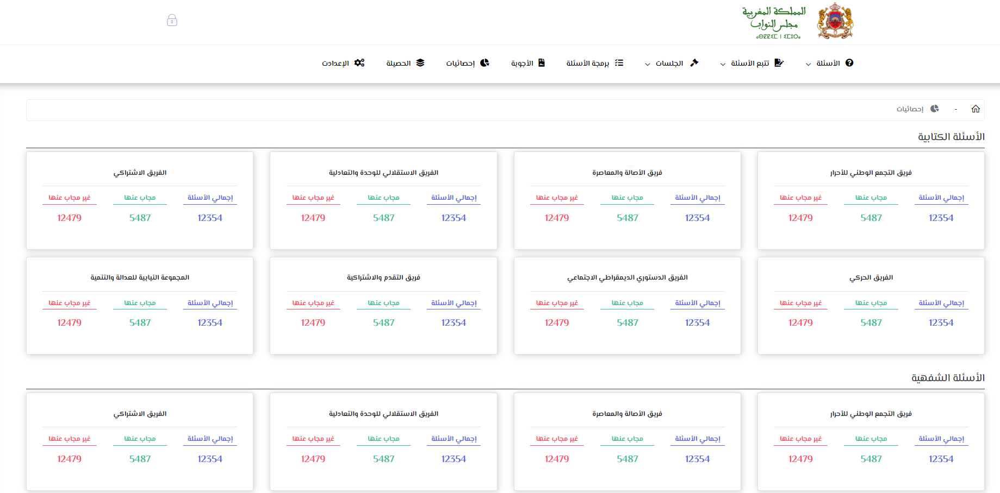 المملكة المغربية
مجلس النواب
0
الأسئلة
تتبع الأسئلة
الجلسات
برمجة الأسئلة
الأجوبة
إحصائيات
الحصيلة
الإعدادت
- إحصائيات
الأسئلة الكتابية
فريق التجمع الوطني للأحرار
إجمالي الأسئلة مجاب عنها غير مجاب عنها
12354 5487 12479
فريق الأصالة والمعاصرة
إجمالي الأسئلة مجاب عنها غير مجاب عنها
12354 5487 12479
الفريق الاستقلالي للوحدة والتعادلية
إجمالي الأسئلة مجاب عنها غير مجاب عنها
12354 5487 12479
الفريق الاشتراكي
إجمالي الأسئلة مجاب عنها غير مجاب عنها
12354 5487 12479
الفريق الحركي
إجمالي الأسئلة مجاب عنها غير مجاب عنها
12354 5487 12479
الفريق الدستوري الديمقراطي الاجتماعي
إجمالي الأسئلة مجاب عنها غير مجاب عنها
12354 5487 12479
فريق التقدم والاشتراكية
إجمالي الأسئلة مجاب عنها غير مجاب عنها
12354 5487 12479
المجموعة النيابية للعدالة والتنمية
إجمالي الأسئلة مجاب عنها غير مجاب عنها
12354 5487 12479
الأسئلة الشفهية
فريق التجمع الوطني للأحرار
إجمالي الأسئلة مجاب عنها غير مجاب عنها
12354 5487 12479
فريق الأصالة والمعاصرة
إجمالي الأسئلة مجاب عنها غير مجاب عنها
12354 5487 12479
الفريق الاستقلالي للوحدة والتعادلية
إجمالي الأسئلة مجاب عنها غير مجاب عنها
12354 5487 12479
الفريق الاشتراكي
إجمالي الأسئلة مجاب عنها غير مجاب عنها
12354 5487 12479